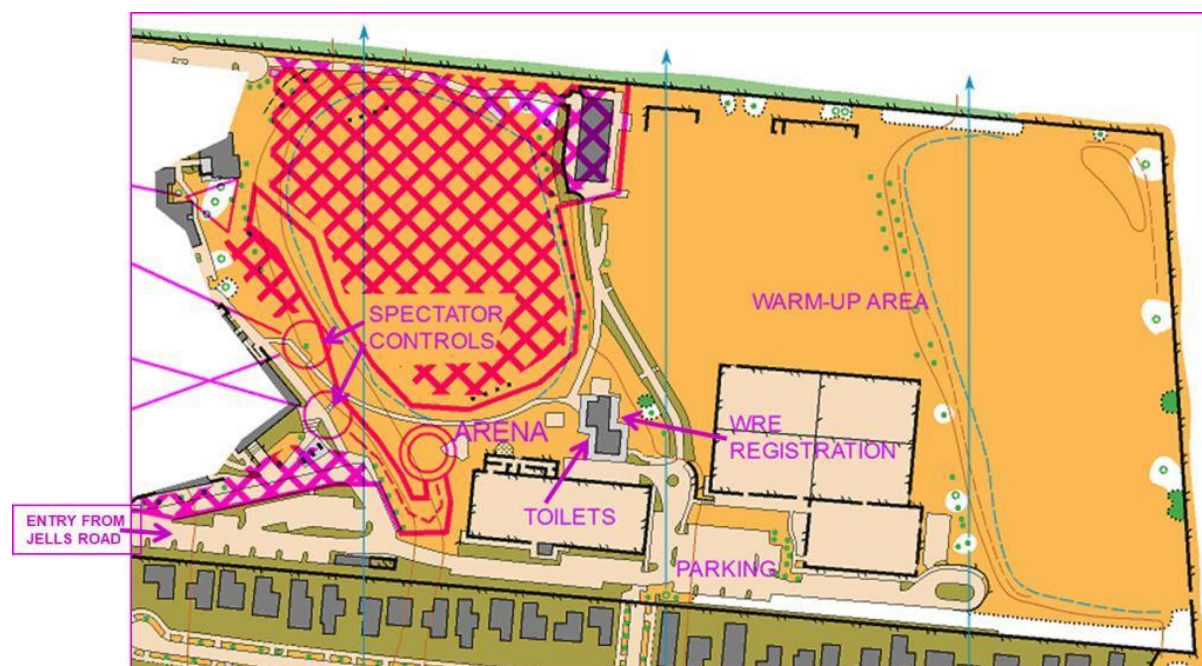 WARM-UP AREA
SPECTATOR
CONTROLS
ARENA
WRE
REGISTRATION
TOILETS
ENTRY FROM
JELLS ROAD
PARKING